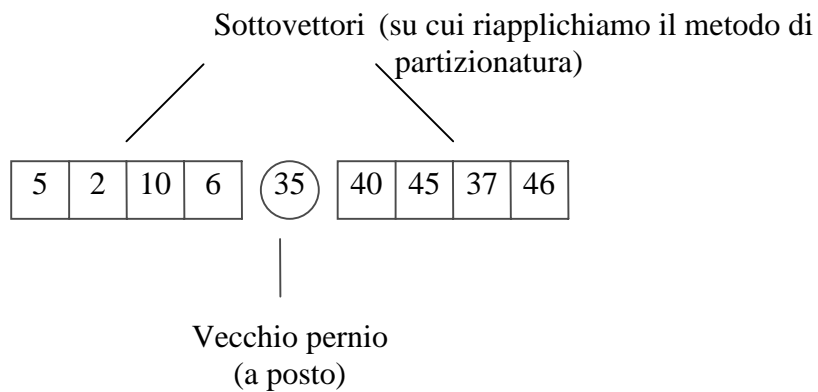 Sottovettori (su cui riapplichiamo il metodo di
partizionatura)
5 2 10 6 35 40 45 37 46
Vecchio pernio
(a posto)